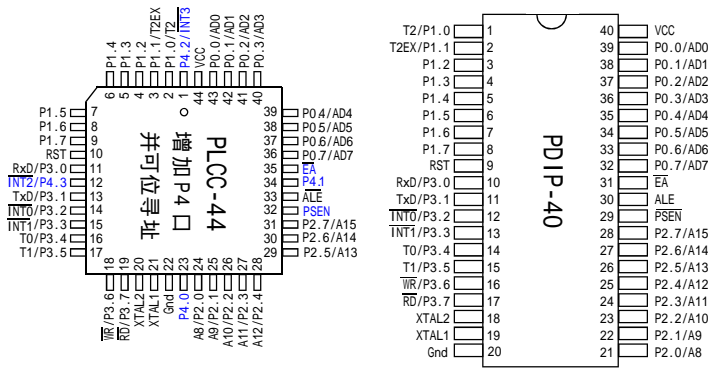 P1.4
P1.3
P1.2
P1.1/T2EX
P1.0/T2
P4.2/INT3
VCC
P0.0/AD0
P0.1/AD1
P0.2/AD2
P0.3/AD3
6 5 4 3 2 1 44 43 42 41 40
P1.5 7
P1.6 8
P1.7 9
RST 10
RxD/P3.0 11
INT2/P4.3 12
TxD/P3.1 13
INT0/P3.2 14
INT1/P3.3 15
T0/P3.4 16
T1/P3.5 17
PLCC-44
增加P4口
并可位寻址
39 P0.4/AD4
38 P0.5/AD5
37 P0.6/AD6
36 P0.7/AD7
35 EA
34 P4.1
33 ALE
32 PSEN
31 P2.7/A15
30 P2.6/A14
29 P2.5/A13
18 19 20 21 22 23 24 25 26 27 28
WR/P3.6
RD/P3.7
XTAL2
XTAL1
Gnd
P4.0
A8/P2.0
A9/P2.1
A10/P2.2
A11/P2.3
A12/P2.4
T2/P1.0 1
T2EX/P1.1 2
P1.2 3
P1.3 4
P1.4 5
P1.5 6
P1.6 7
P1.7 8
RST 9
RxD/P3.0 10
TxD/P3.1 11
INT0/P3.2 12
INT1/P3.3 13
T0/P3.4 14
T1/P3.5 15
WR/P3.6 16
RD/P3.7 17
XTAL2 18
XTAL1 19
Gnd 20
PDIP-40
40 VCC
39 P0.0/AD0
38 P0.1/AD1
37 P0.2/AD2
36 P0.3/AD3
35 P0.4/AD4
34 P0.5/AD5
33 P0.6/AD6
32 P0.7/AD7
31 EA
30 ALE
29 PSEN
28 P2.7/A15
27 P2.6/A14
26 P2.5/A13
25 P2.4/A12
24 P2.3/A11
23 P2.2/A10
22 P2.1/A9
21 P2.0/A8